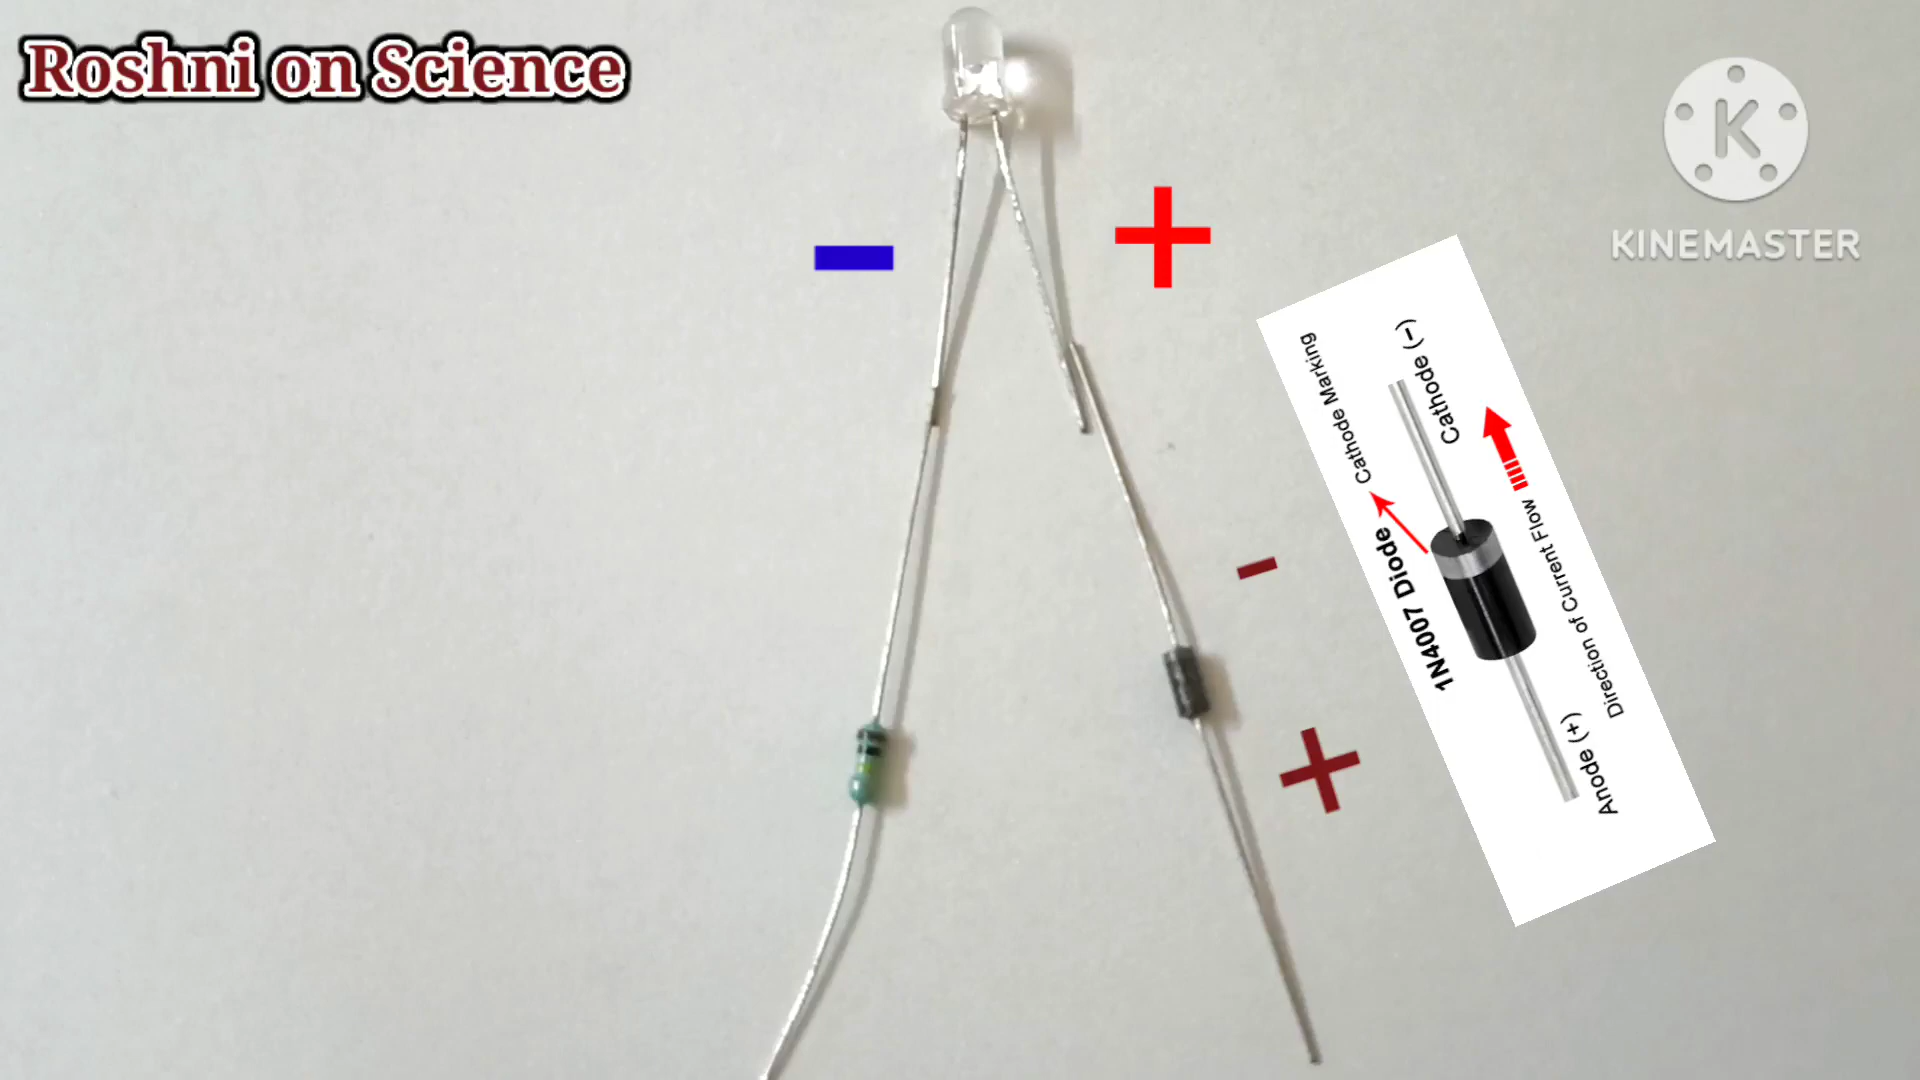 Roshni on Science
K
KINEMASTER
Cathode Marking
Cathode (−)
1N4007 Diode
Direction of Current Flow
Anode (+)
−
+
-
+